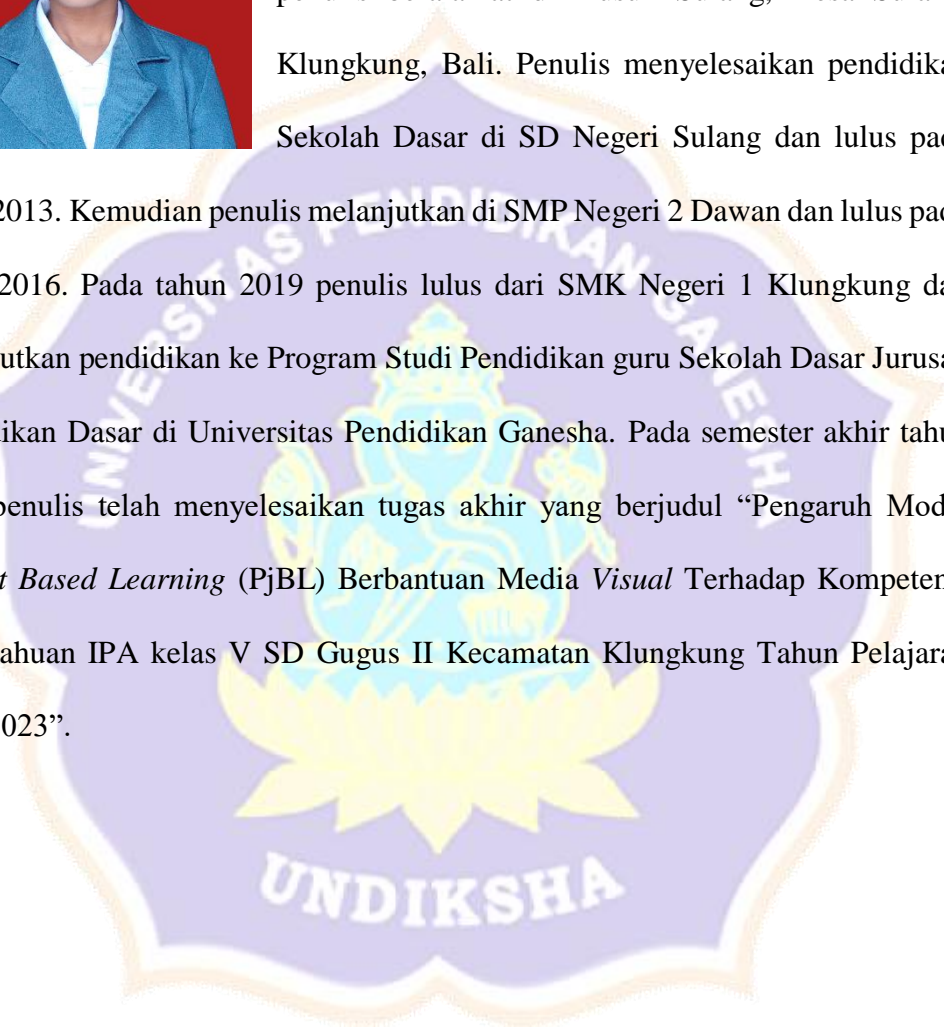 Klungkung, Bali. Penulis menyelesaikan pendidika
Sekolah Dasar di SD Negeri Sulang dan lulus pad
2013. Kemudian penulis melanjutkan di SMP Negeri 2 Dawan dan lulus pad
2016. Pada tahun 2019 penulis lulus dari SMK Negeri 1 Klungkung da
utkan pendidikan ke Program Studi Pendidikan guru Sekolah Dasar Jurusa
ikan Dasar di Universitas Pendidikan Ganesha. Pada semester akhir tahu
penulis telah menyelesaikan tugas akhir yang berjudul “Pengaruh Mod
t Based Learning (PjBL) Berbantuan Media Visual Terhadap Kompeten
ahuan IPA kelas V SD Gugus II Kecamatan Klungkung Tahun Pelajara
023”.
UNIVERSITAS PENDIDIKAN GANESHA
UNDIKSHA